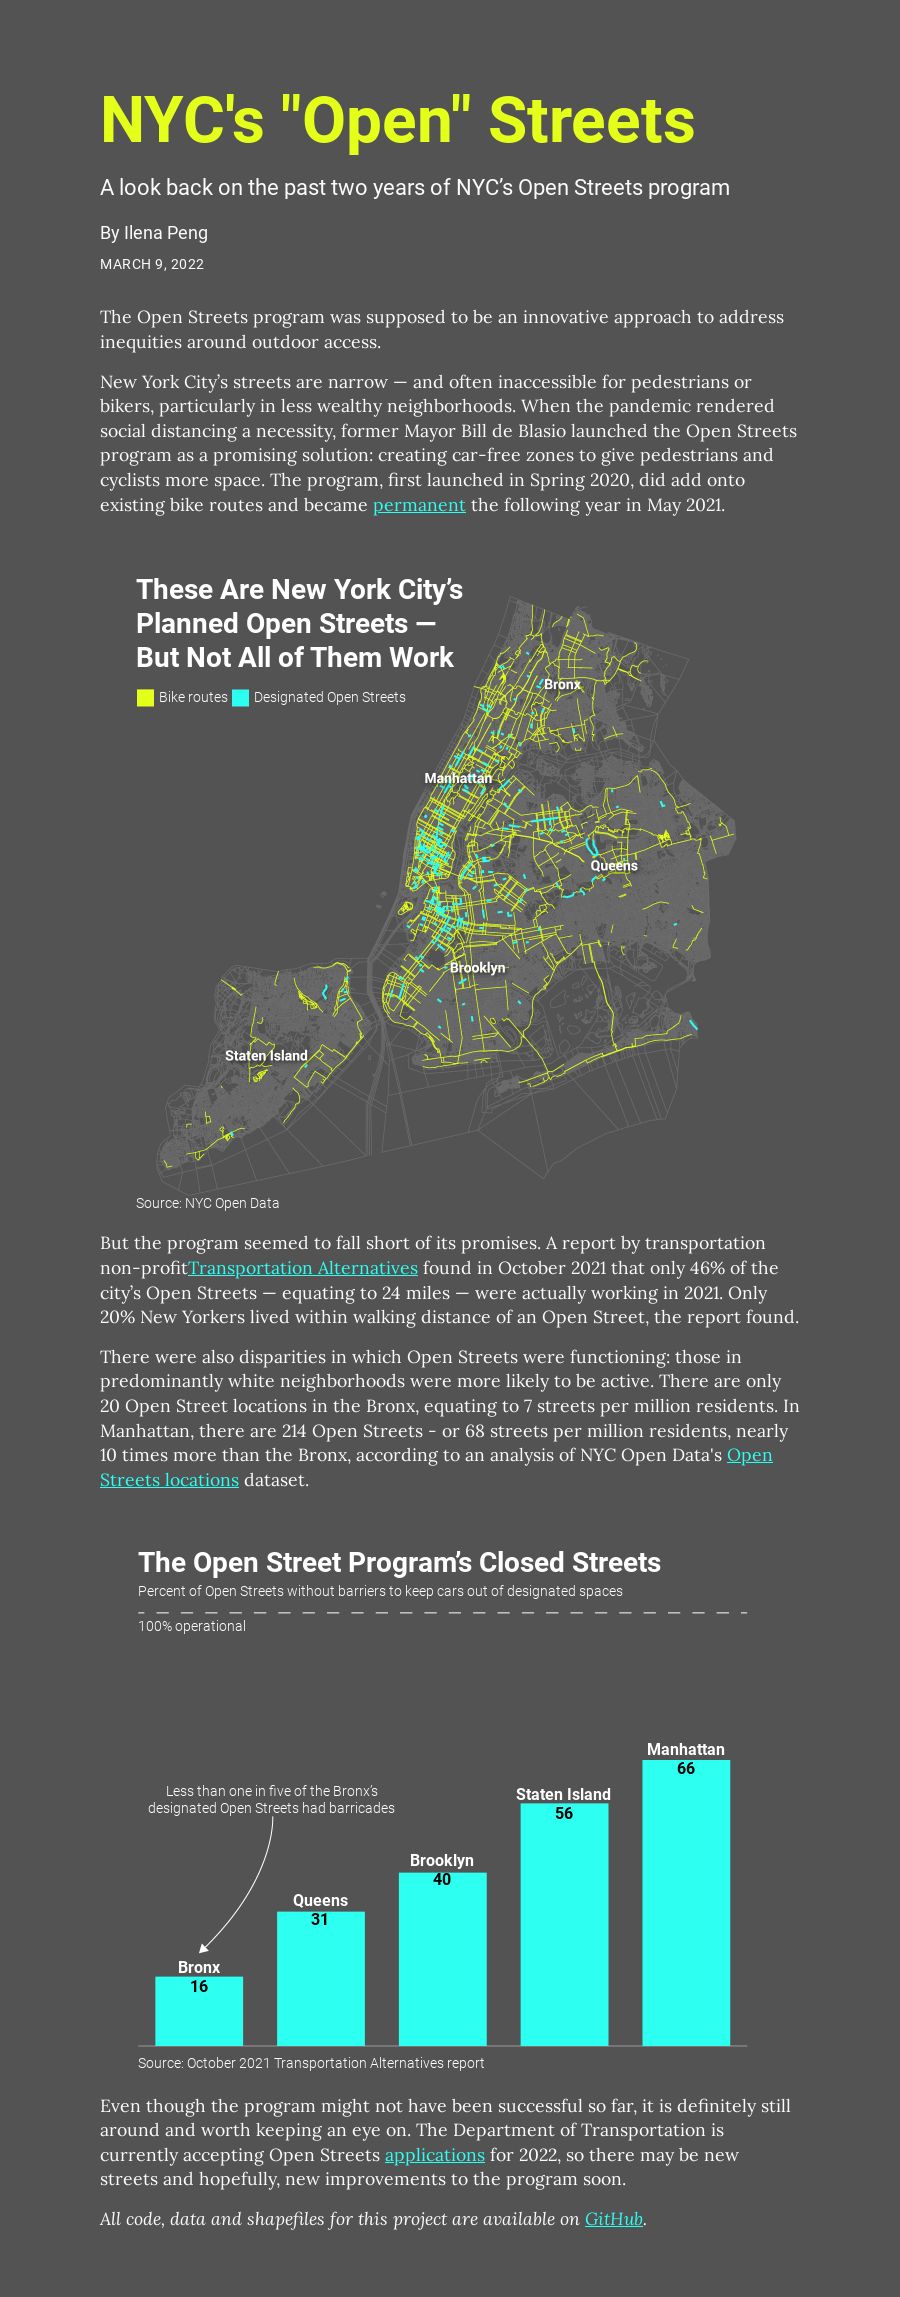 NYC's "Open" Streets
A look back on the past two years of NYC’s Open Streets program
By Ilena Peng
MARCH 9, 2022
The Open Streets program was supposed to be an innovative approach to address
inequities around outdoor access.
New York City’s streets are narrow — and often inaccessible for pedestrians or
bikers, particularly in less wealthy neighborhoods. When the pandemic rendered
social distancing a necessity, former Mayor Bill de Blasio launched the Open Streets
program as a promising solution: creating car-free zones to give pedestrians and
cyclists more space. The program, first launched in Spring 2020, did add onto
existing bike routes and became permanent the following year in May 2021.
These Are New York City’s
Planned Open Streets —
But Not All of Them Work
Bike routes Designated Open Streets
Bronx
Manhattan
Queens
Brooklyn
Staten Island
Source: NYC Open Data
But the program seemed to fall short of its promises. A report by transportation
non-profitTransportation Alternatives found in October 2021 that only 46% of the
city’s Open Streets — equating to 24 miles — were actually working in 2021. Only
20% New Yorkers lived within walking distance of an Open Street, the report found.
There were also disparities in which Open Streets were functioning: those in
predominantly white neighborhoods were more likely to be active. There are only
20 Open Street locations in the Bronx, equating to 7 streets per million residents. In
Manhattan, there are 214 Open Streets - or 68 streets per million residents, nearly
10 times more than the Bronx, according to an analysis of NYC Open Data's Open
Streets locations dataset.
The Open Street Program’s Closed Streets
Percent of Open Streets without barriers to keep cars out of designated spaces
100% operational
Manhattan
66
Less than one in five of the Bronx’s
designated Open Streets had barricades
Staten Island
56
Brooklyn
40
Queens
31
Bronx
16
Source: October 2021 Transportation Alternatives report
Even though the program might not have been successful so far, it is definitely still
around and worth keeping an eye on. The Department of Transportation is
currently accepting Open Streets applications for 2022, so there may be new
streets and hopefully, new improvements to the program soon.
All code, data and shapefiles for this project are available on GitHub.